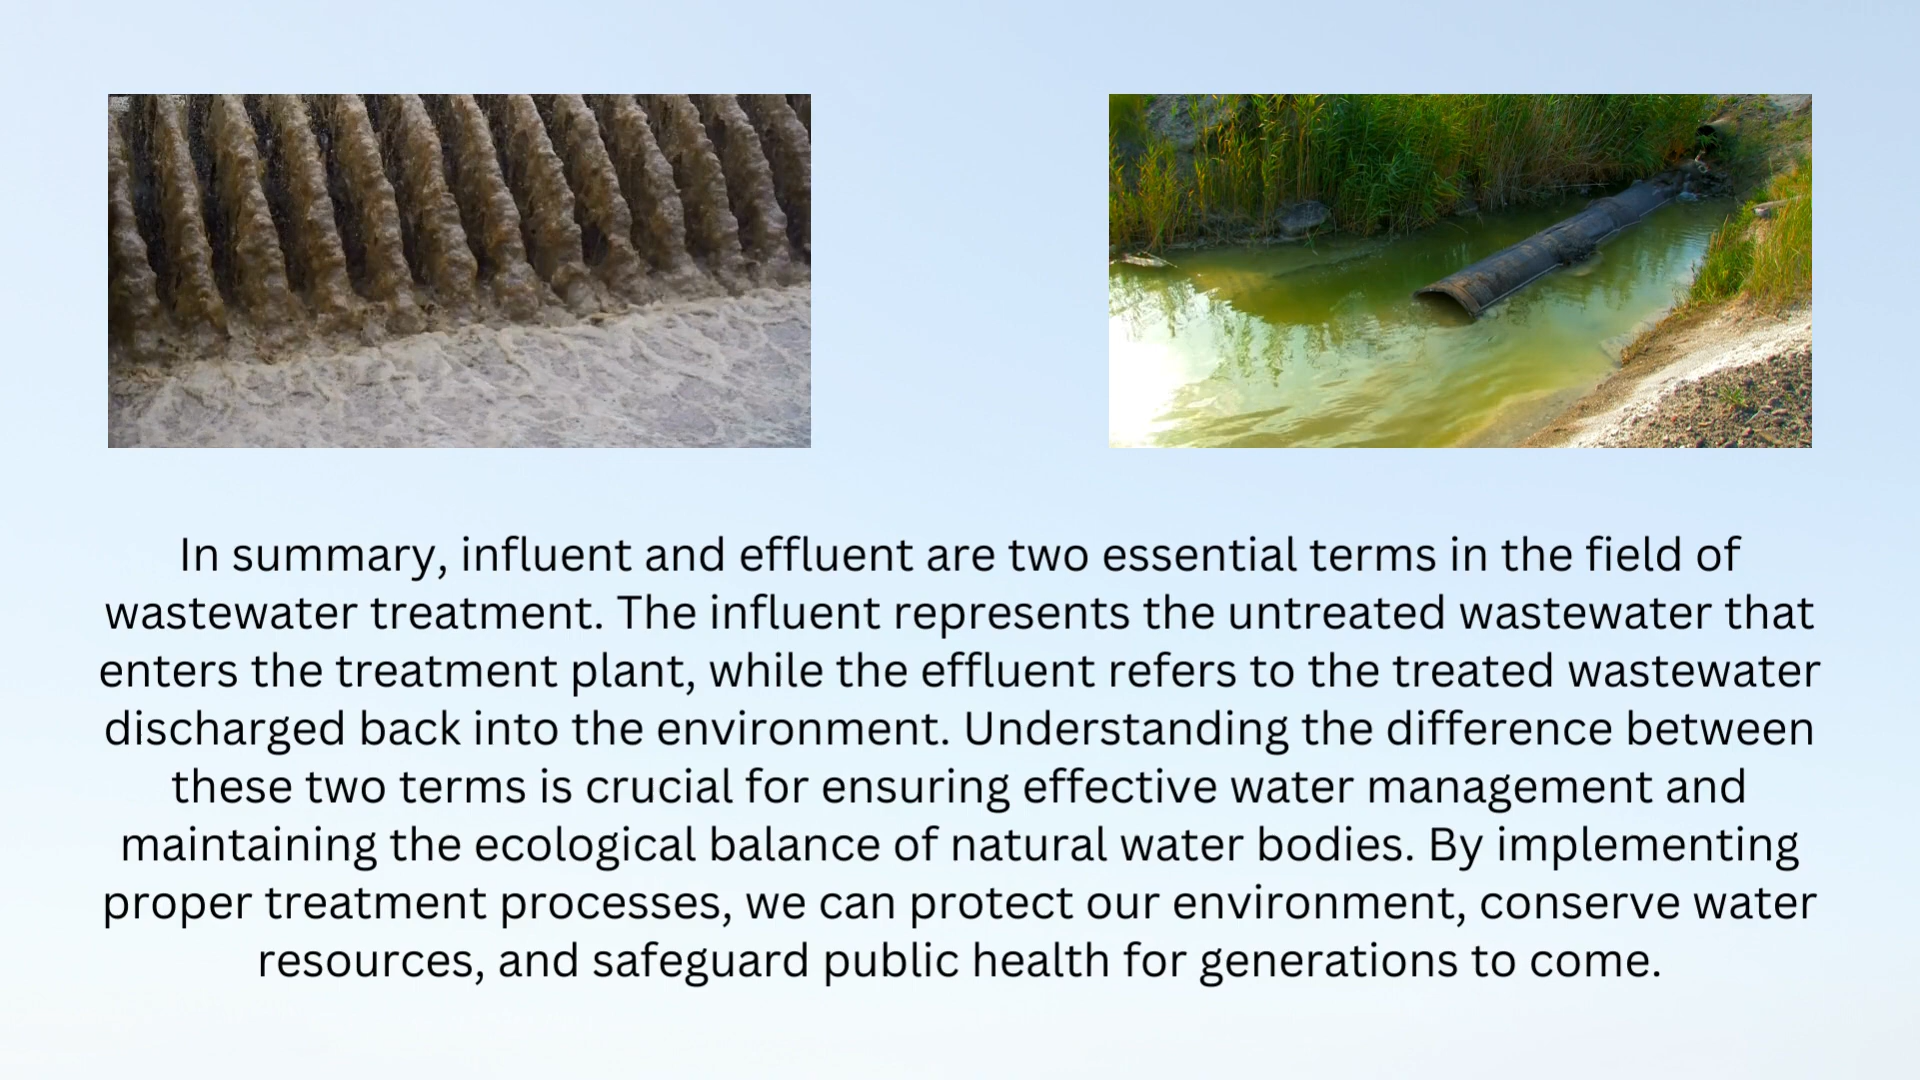 In summary, influent and effluent are two essential terms in the field of
wastewater treatment. The influent represents the untreated wastewater that
enters the treatment plant, while the effluent refers to the treated wastewater
discharged back into the environment. Understanding the difference between
these two terms is crucial for ensuring effective water management and
maintaining the ecological balance of natural water bodies. By implementing
proper treatment processes, we can protect our environment, conserve water
resources, and safeguard public health for generations to come.